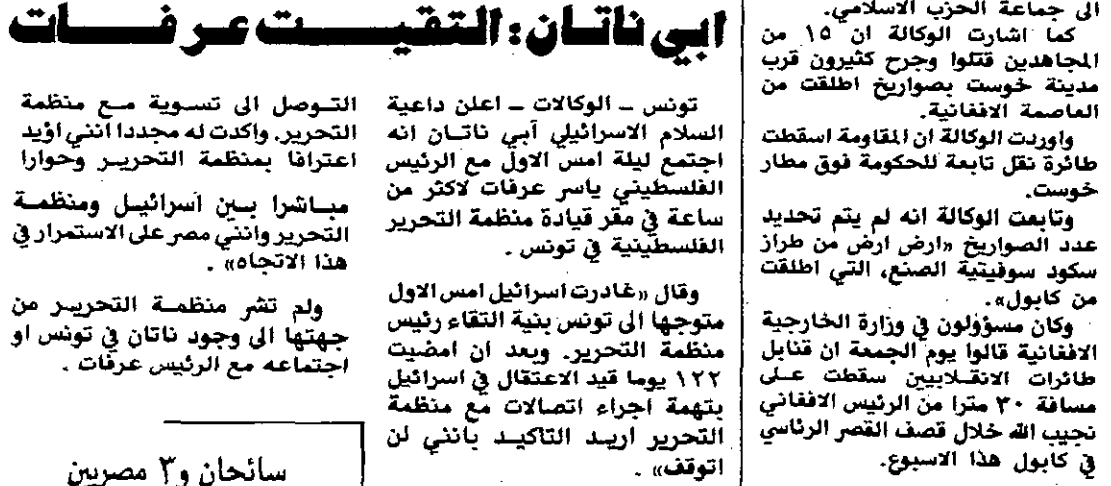 الى جماعة الحزب الاسلامي.
كما اشارت الوكالة ان ١٥ من
المجاهدين قتلوا وجرح كثيرون قرب
مدينة خوست بصواريخ اطلقت من
العاصمة الافغانية.
واوردت الوكالة ان المقاومة اسقطت
طائرة نقل تابعة للحكومة فوق مطار
خوست.
وتابعت الوكالة انه لم يتم تحديد
عدد الصواريخ «ارض ارض من طراز
سكود سوفيتية الصنع، التي اطلقت
من كابول».
وكان مسؤولون في وزارة الخارجية
الافغانية قالوا يوم الجمعة ان قنابل
طائرات الانقلابيين سقطت على
مسافة ٣٠ مترا من الرئيس الافغاني
نجيب الله خلال قصف القصر الرئاسي
في كابول هذا الاسبوع.
ابي ناتان: التقيت عرفات
تونس ـ الوكالات ـ اعلن داعية
السلام الاسرائيلي آبي ناتان انه
اجتمع ليلة امس الاول مع الرئيس
الفلسطيني ياسر عرفات لاكثر من
ساعة في مقر قيادة منظمة التحرير
الفلسطينية في تونس .
وقال «غادرت اسرائيل امس الاول
متوجها الى تونس بنية التقاء رئيس
منظمة التحرير. وبعد ان امضيت
١٢٢ يوما قيد الاعتقال في اسرائيل
بتهمة اجراء اتصالات مع منظمة
التحرير اريد التاكيد بانني لن
اتوقف» .
التوصل الى تسوية مع منظمة
التحرير. واكدت له مجددا انني اؤيد
اعترافا بمنظمة التحرير وحوارا
مباشرا بين اسرائيل ومنظمة
التحرير وانني مصر على الاستمرار في
هذا الاتجاه» .
ولم تشر منظمة التحرير من
جهتها الى وجود ناتان في تونس او
اجتماعه مع الرئيس عرفات .
سائحان و٣ مصريين